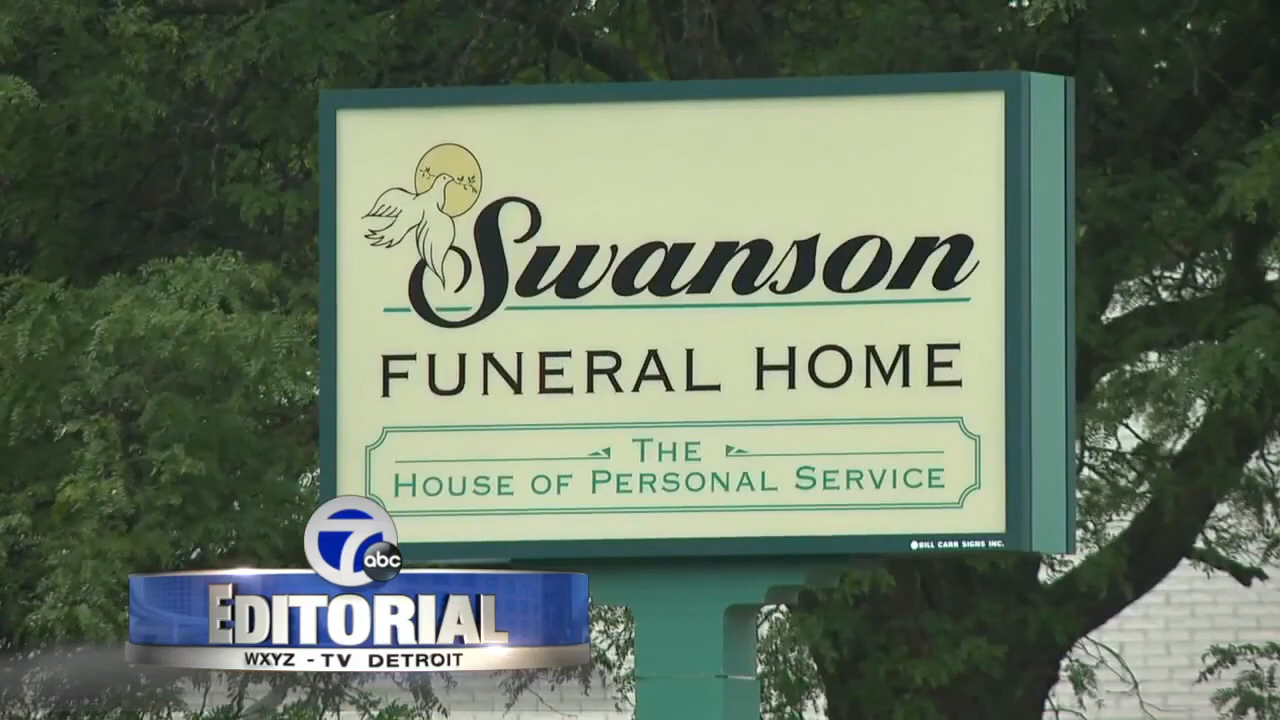 Swanson
FUNERAL HOME
THE
HOUSE OF PERSONAL SERVICE
BILL CARR SIGNS INC.
7 abc
EDITORIAL
WXYZ - TV DETROIT